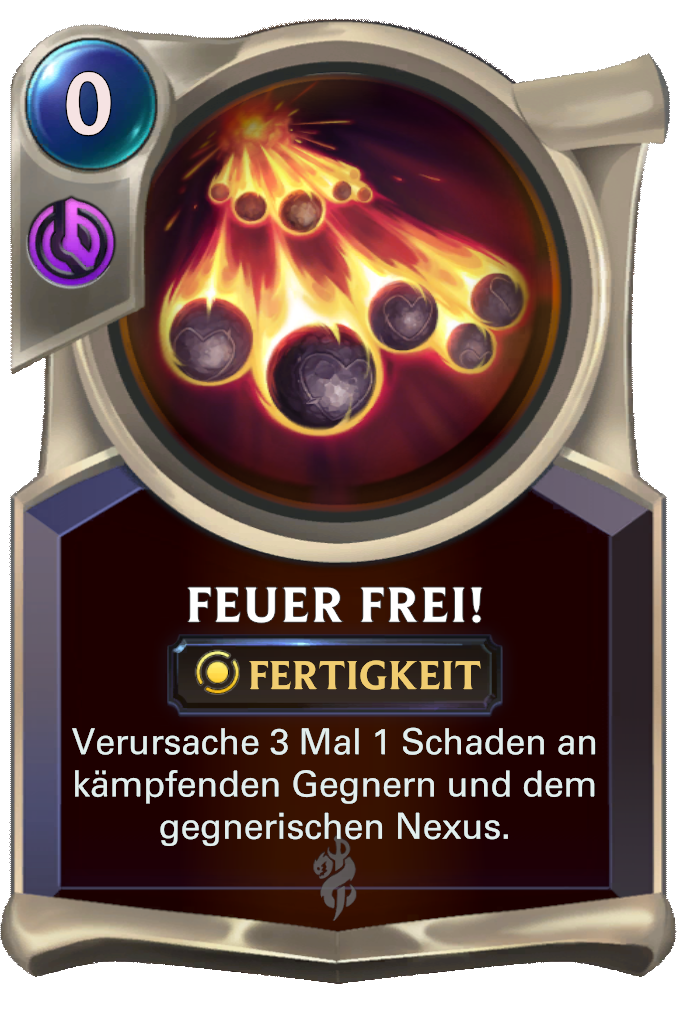 0
FEUER FREI!
FERTIGKEIT
Verursache 3 Mal 1 Schaden an
kämpfenden Gegnern und dem
gegnerischen Nexus.